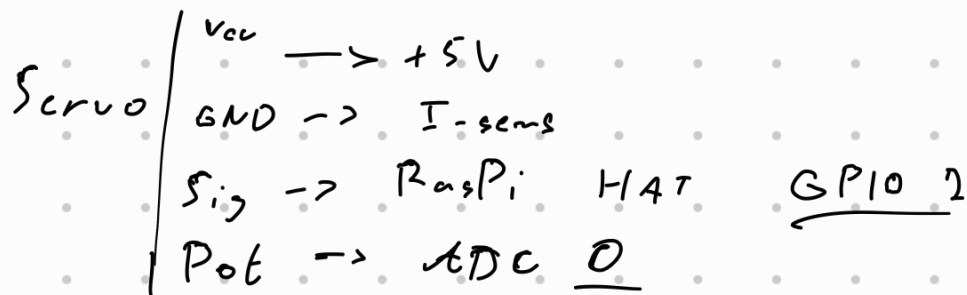 Servo
Vcc -> +5V
GND -> I-sens
Sig -> RasPi HAT GPIO 2
Pot -> ADC 0